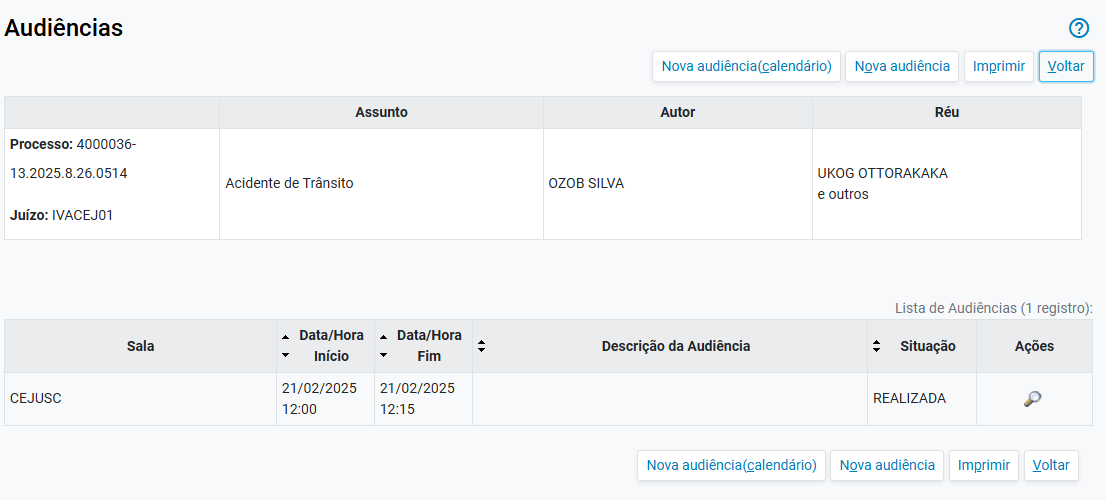 Audiências
Nova audiência(calendário) Nova audiência Imprimir Voltar
Assunto Autor Réu
Processo: 4000036-
13.2025.8.26.0514
Juízo: IVACEJ01
Acidente de Trânsito
OZOB SILVA
UKOG OTTORAKAKA
e outros
Lista de Audiências (1 registro):
Sala
Data/Hora
Início
Data/Hora
Fim
Descrição da Audiência
Situação
Ações
CEJUSC
21/02/2025
12:00
21/02/2025
12:15
REALIZADA
Nova audiência(calendário) Nova audiência Imprimir Voltar